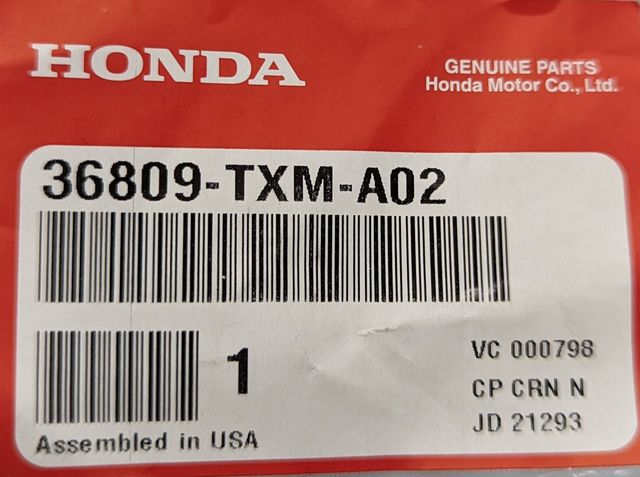 HONDA
GENUINE PARTS
Honda Motor Co., Ltd.
36809-TXM-A02
1
VC 000798
CP CRN N
JD 21293
Assembled in USA